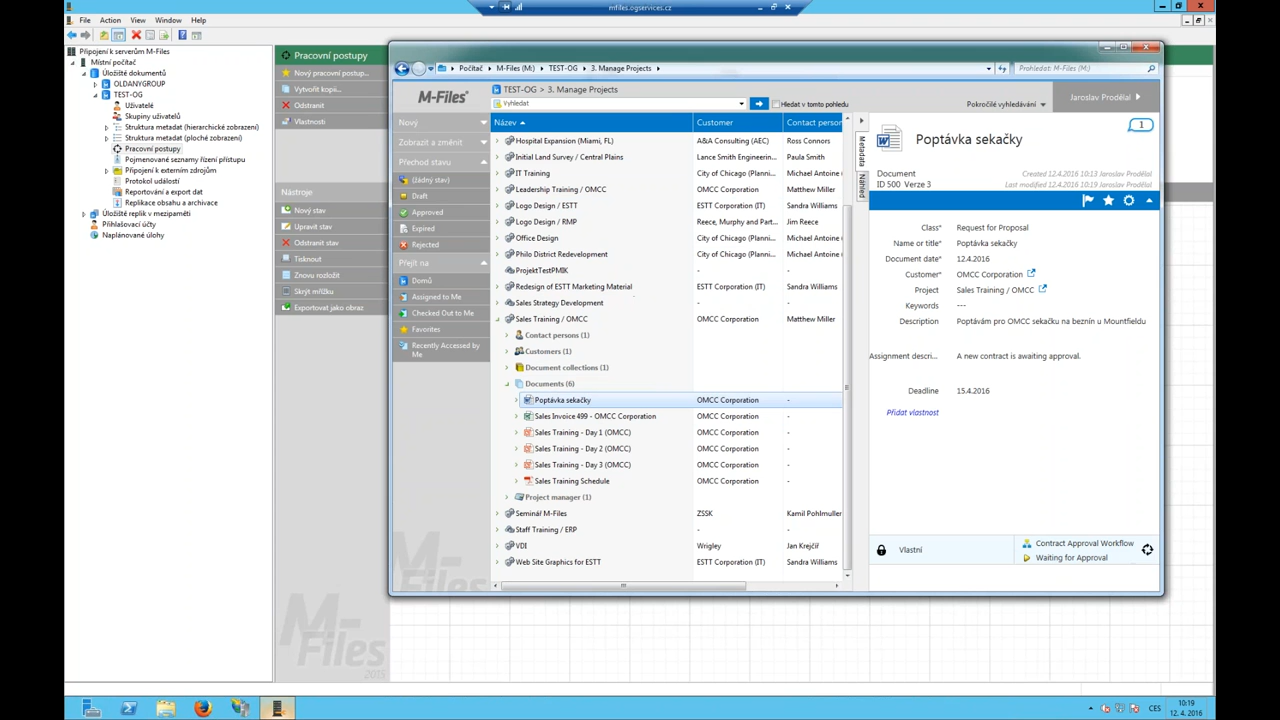 mfiles.ogservices.cz
File Action View Window Help
Připojení k serverům M-Files
Místní počítač
Úložiště dokumentů
OLDANYGROUP
TEST-OG
Uživatelé
Skupiny uživatelů
Struktura metadat (hierarchické zobrazení)
Struktura metadat (ploché zobrazení)
Pracovní postupy
Pojmenované seznamy řízení přístupu
Připojení k externím zdrojům
Protokol událostí
Reportování a export dat
Replikace obsahu a archivace
Úložiště replik v mezipaměti
Přihlašovací účty
Naplánované úlohy
Pracovní postupy
Nový pracovní postup...
Vytvořit kopii...
Odstranit
Vlastnosti
Nástroje
Nový stav
Upravit stav
Odstranit stav
Tisknout
Znovu rozložit
Skrýt mřížku
Exportovat jako obraz
M-Files
2015
Počítač M-Files (M:) TEST-OG 3. Manage Projects
Prohledat: M-Files (M:)
M-Files
TEST-OG > 3. Manage Projects
Vyhledat
Hledat v tomto pohledu
Pokročilé vyhledávání
Jaroslav Prodělal
Nový
Zobrazit a změnit
Přechod stavu
(žádný stav)
Draft
Approved
Expired
Rejected
Přejít na
Domů
Assigned to Me
Checked Out to Me
Favorites
Recently Accessed by
Me
Název Customer Contact person
Hospital Expansion (Miami, FL) A&A Consulting (AEC) Ross Connors
Initial Land Survey / Central Plains Lance Smith Engineerin... Paula Smith
IT Training City of Chicago (Planni... Michael Antoine (
Leadership Training / OMCC OMCC Corporation Matthew Miller
Logo Design / ESTT ESTT Corporation (IT) Sandra Williams
Logo Design / RMP Reece, Murphy and Part... Jim Reece
Office Design City of Chicago (Planni... Michael Antoine (
Philo District Redevelopment City of Chicago (Planni... Michael Antoine (
ProjektTestPMIK - -
Redesign of ESTT Marketing Material ESTT Corporation (IT) Sandra Williams
Sales Strategy Development - -
Sales Training / OMCC OMCC Corporation Matthew Miller
Contact persons (1)
Customers (1)
Document collections (1)
Documents (6)
Poptávka sekačky OMCC Corporation -
Sales Invoice 499 - OMCC Corporation OMCC Corporation -
Sales Training - Day 1 (OMCC) OMCC Corporation -
Sales Training - Day 2 (OMCC) OMCC Corporation -
Sales Training - Day 3 (OMCC) OMCC Corporation -
Sales Training Schedule OMCC Corporation -
Project manager (1)
Seminář M-Files ZSSK Kamil Pohlmuller
Staff Training / ERP - -
VDI Wrigley Jan Krejčíř
Web Site Graphics for ESTT ESTT Corporation (IT) Sandra Williams
Metadata
Náhled
1
Poptávka sekačky
Document
Created 12.4.2016 10:13 Jaroslav Prodělal
ID 500 Verze 3
Last modified 12.4.2016 10:19 Jaroslav Prodělal
Class* Request for Proposal
Name or title* Poptávka sekačky
Document date* 12.4.2016
Customer* OMCC Corporation
Project Sales Training / OMCC
Keywords ---
Description Poptávám pro OMCC sekačku na beznín u Mountfieldu
Assignment descri... A new contract is awaiting approval.
Deadline 15.4.2016
Přidat vlastnost
Vlastní
Contract Approval Workflow
Waiting for Approval
CES
10:19
12. 4. 2016